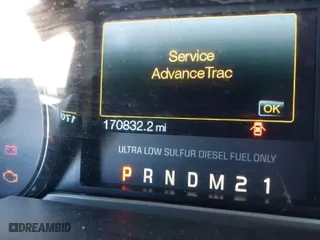 Service
AdvanceTrac
OK
170832.2 mi
ULTRA LOW SULFUR DIESEL FUEL ONLY
P R N D M 2 1
DREAMBID